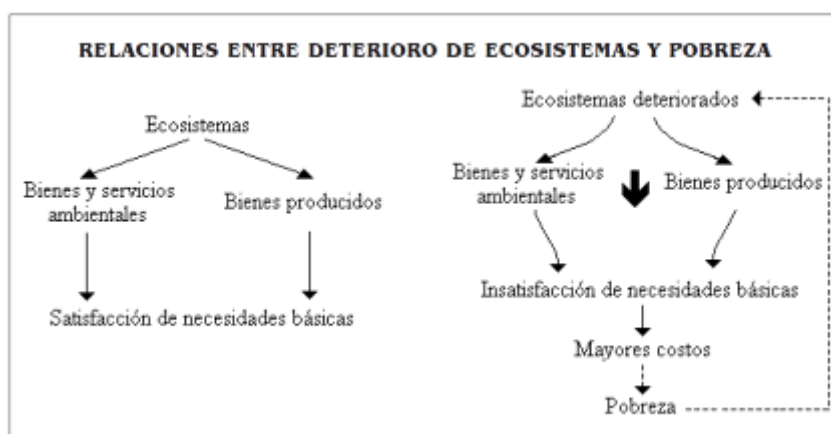 RELACIONES ENTRE DETERIORO DE ECOSISTEMAS Y POBREZA
Ecosistemas
Bienes y servicios
ambientales
Bienes producidos
Satisfacción de necesidades básicas
Ecosistemas deteriorados
Bienes y servicios
ambientales
Bienes producidos
Insatisfacción de necesidades básicas
Mayores costos
Pobreza